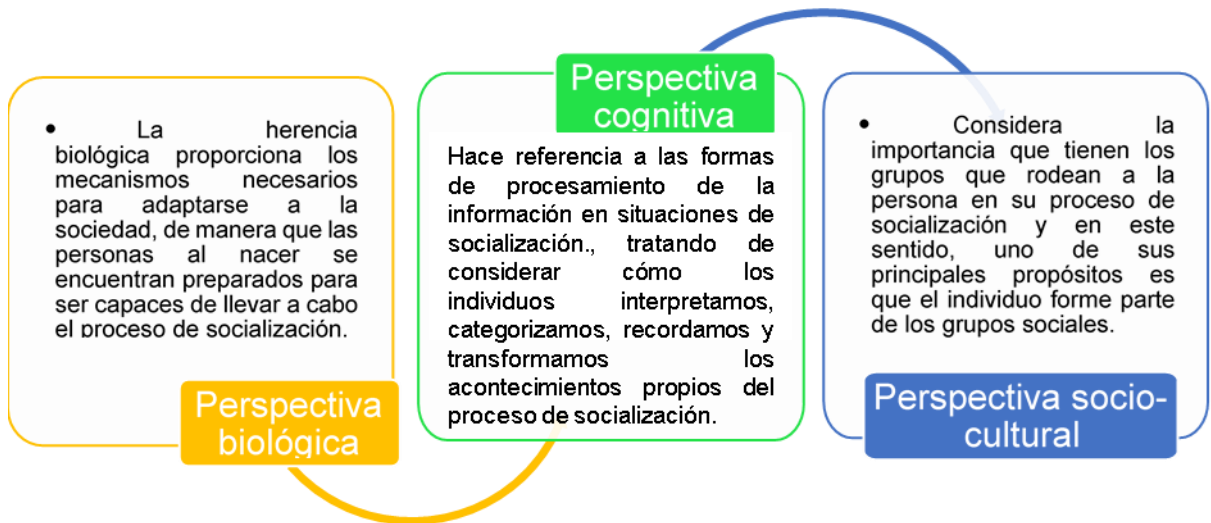 • La herencia
biológica proporciona los
mecanismos necesarios
para adaptarse a la
sociedad, de manera que las
personas al nacer se
encuentran preparados para
ser capaces de llevar a cabo
el proceso de socialización.
Perspectiva
biológica
Perspectiva
cognitiva
Hace referencia a las formas
de procesamiento de la
información en situaciones de
socialización., tratando de
considerar cómo los
individuos interpretamos,
categorizamos, recordamos y
transformamos los
acontecimientos propios del
proceso de socialización.
• Considera la
importancia que tienen los
grupos que rodean a la
persona en su proceso de
socialización y en este
sentido, uno de sus
principales propósitos es
que el individuo forme parte
de los grupos sociales.
Perspectiva socio-
cultural